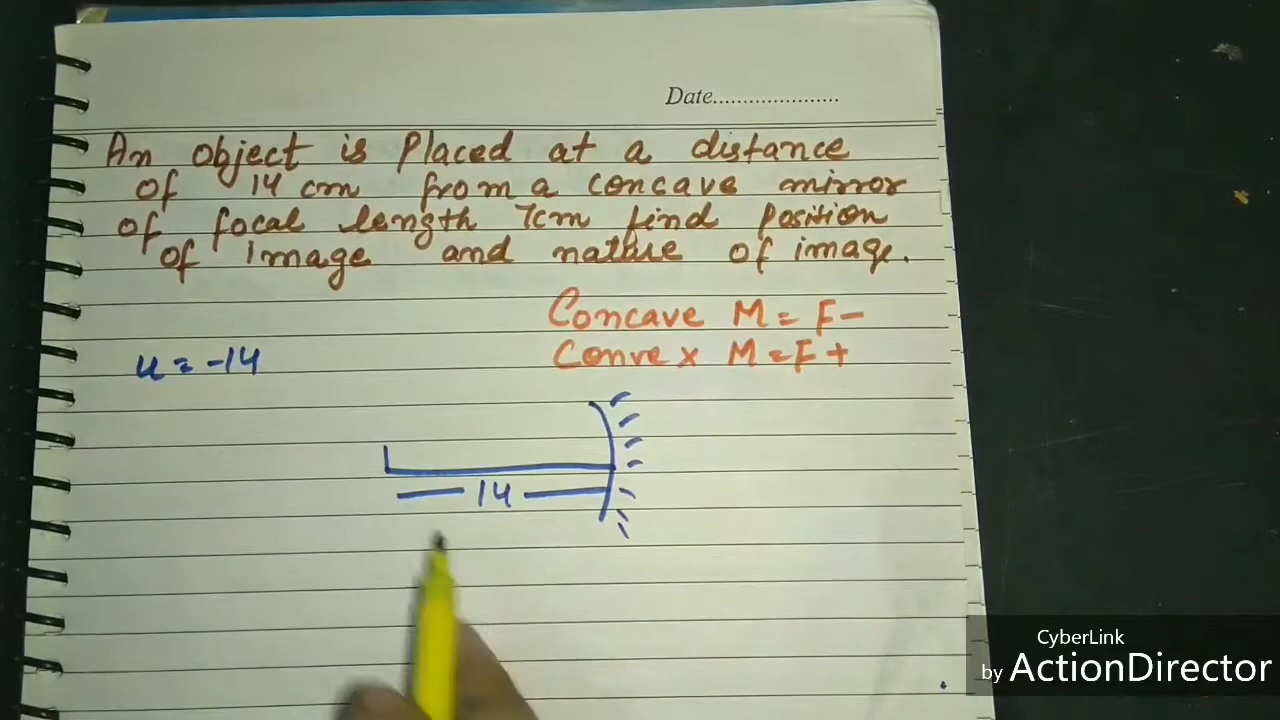 Date....................
An object is Placed at a distance
of 14 cm from a concave mirror
of focal length 7cm find position
of image and nature of image.
Concave M = F-
Convex M = F +
u = -14
14
CyberLink
by ActionDirector